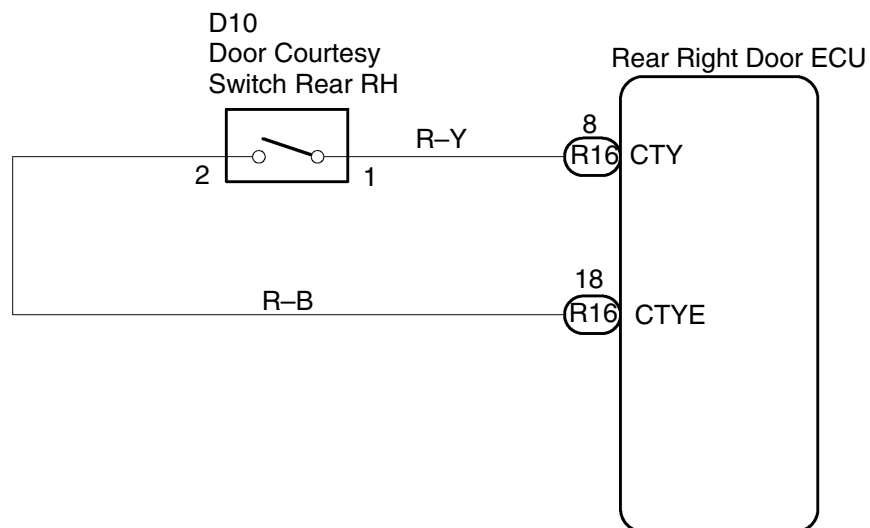 D10
Door Courtesy
Switch Rear RH
Rear Right Door ECU
2
1
R–Y
8
R16
CTY
R–B
18
R16
CTYE